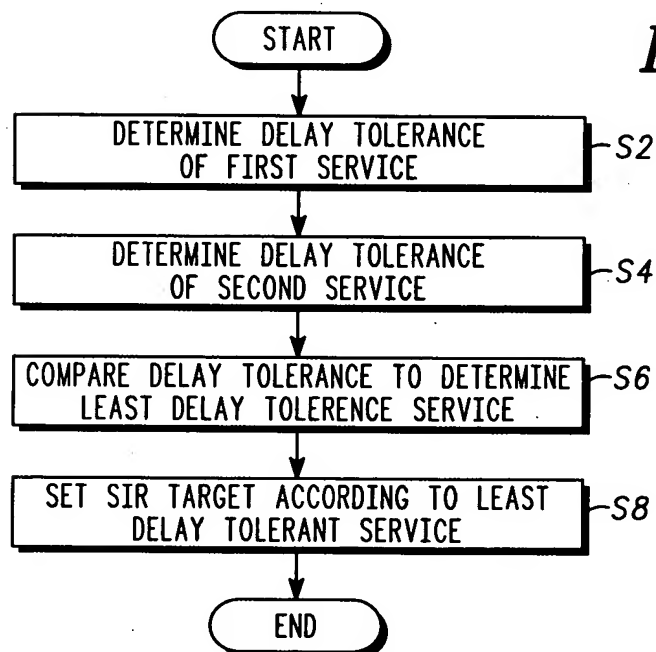 START
DETERMINE DELAY TOLERANCE
OF FIRST SERVICE
S2
DETERMINE DELAY TOLERANCE
OF SECOND SERVICE
S4
COMPARE DELAY TOLERANCE TO DETERMINE
LEAST DELAY TOLERENCE SERVICE
S6
SET SIR TARGET ACCORDING TO LEAST
DELAY TOLERANT SERVICE
S8
END